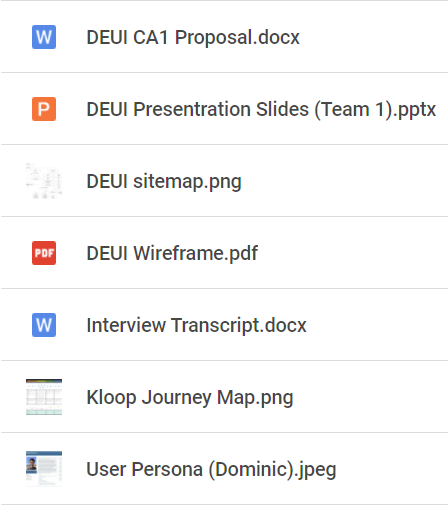 W DEUI CA1 Proposal.docx
P DEUI Presentration Slides (Team 1).pptx
DEUI sitemap.png
PDF DEUI Wireframe.pdf
W Interview Transcript.docx
Kloop Journey Map.png
User Persona (Dominic).jpeg